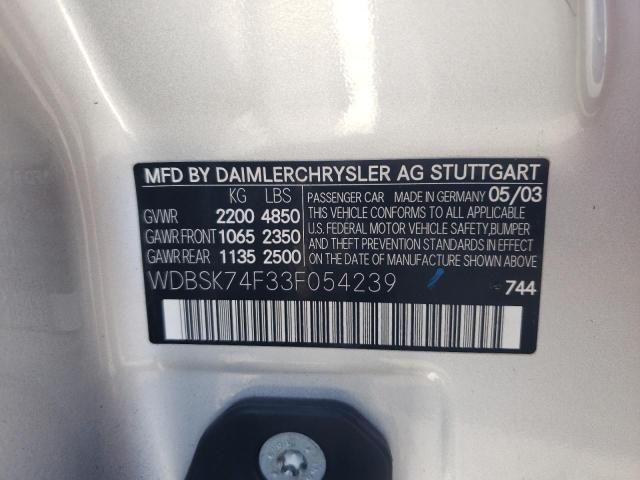 MFD BY DAIMLERCHRYSLER AG STUTTGART
KG LBS
GVWR 2200 4850
GAWR FRONT 1065 2350
GAWR REAR 1135 2500
PASSENGER CAR MADE IN GERMANY 05/03
THIS VEHICLE CONFORMS TO ALL APPLICABLE
U.S. FEDERAL MOTOR VEHICLE SAFETY,BUMPER
AND THEFT PREVENTION STANDARDS IN EFFECT
ON THE DATE OF MANUFACTURE SHOWN ABOVE.
WDBSK74F33F054239
744